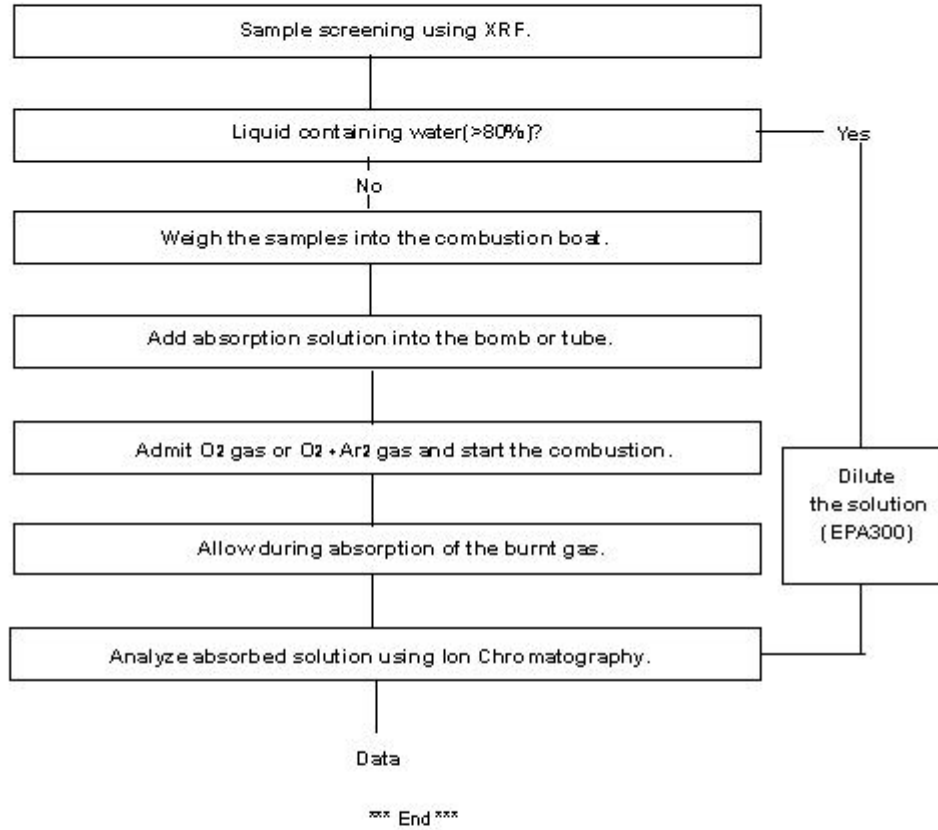 Sample screening using XRF.
Liquid containing water(>80%)?
Yes
No
Weigh the samples into the combustion boat.
Add absorption solution into the bomb or tube.
Admit O2 gas or O2+Ar2 gas and start the combustion.
Dilute
the solution
(EPA300)
Allow during absorption of the burnt gas.
Analyze absorbed solution using Ion Chromatography.
Data
*** End ***